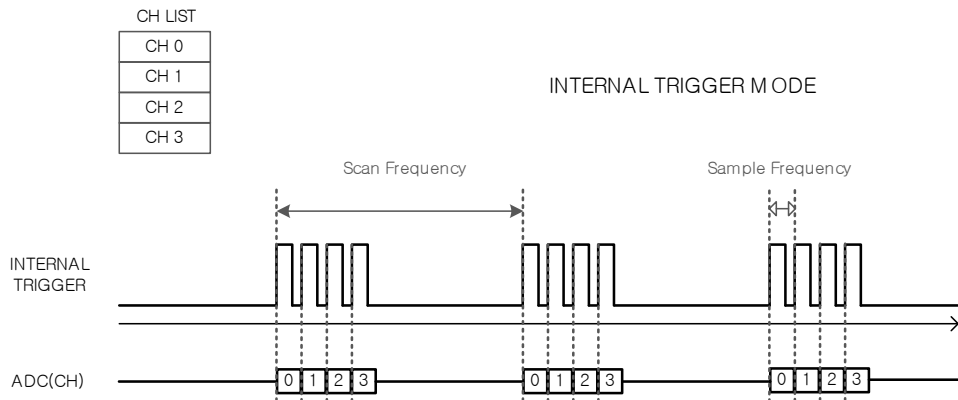 CH LIST
CH 0
CH 1
CH 2
CH 3
INTERNAL TRIGGER MODE
Scan Frequency
Sample Frequency
INTERNAL
TRIGGER
ADC(CH)
0 1 2 3
0 1 2 3
0 1 2 3